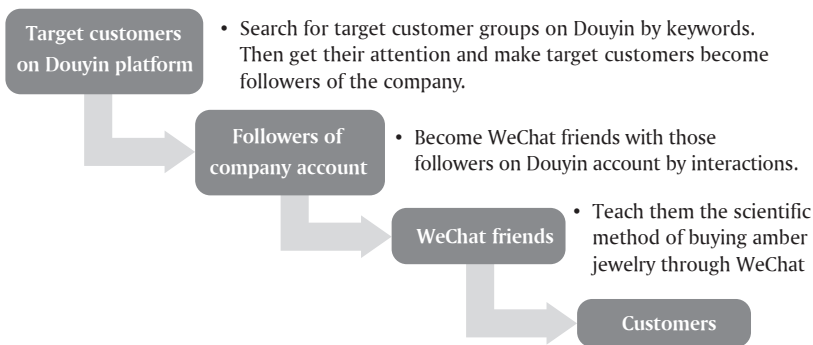 Target customers
on Douyin platform
• Search for target customer groups on Douyin by keywords.
Then get their attention and make target customers become
followers of the company.
Followers of
company account
• Become WeChat friends with those
followers on Douyin account by interactions.
WeChat friends
• Teach them the scientific
method of buying amber
jewelry through WeChat
Customers